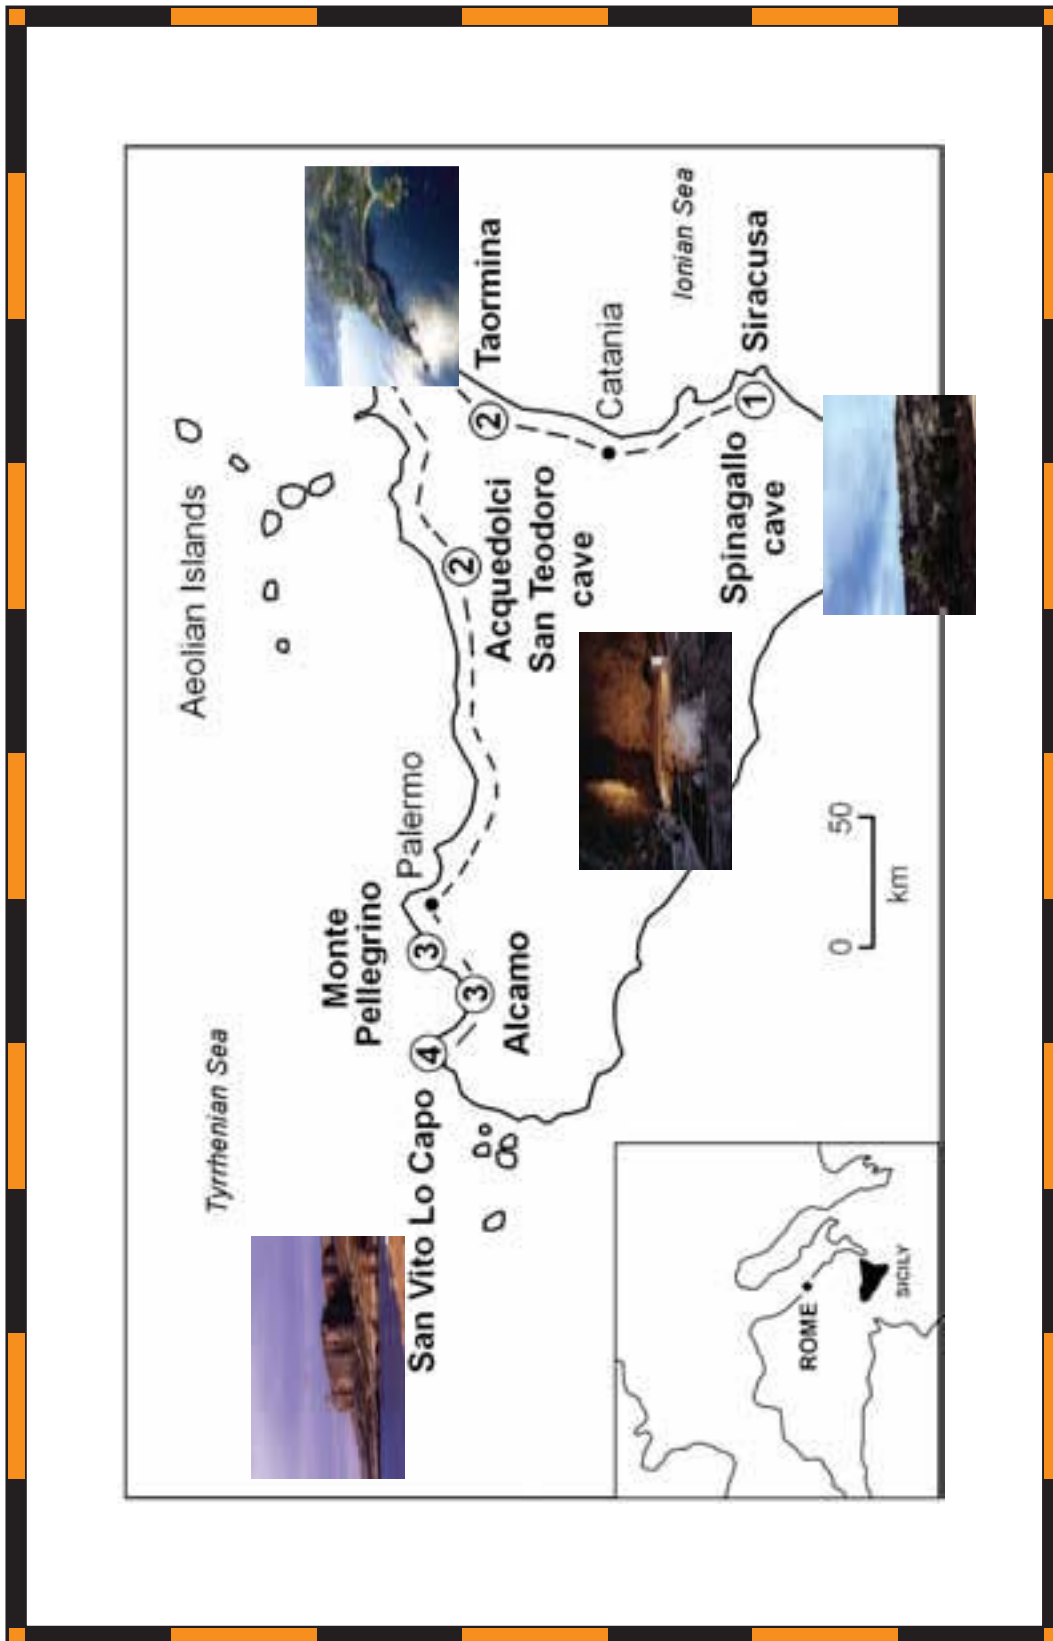 Tyrrhenian Sea
Aeolian Islands
San Vito Lo Capo
4
Monte
Pellegrino
3
Palermo
3
Alcamo
2
Acquedolci
San Teodoro
cave
2
Taormina
Catania
Ionian Sea
Spinagallo
cave
1
Siracusa
0
50
km
ROME
SICILY